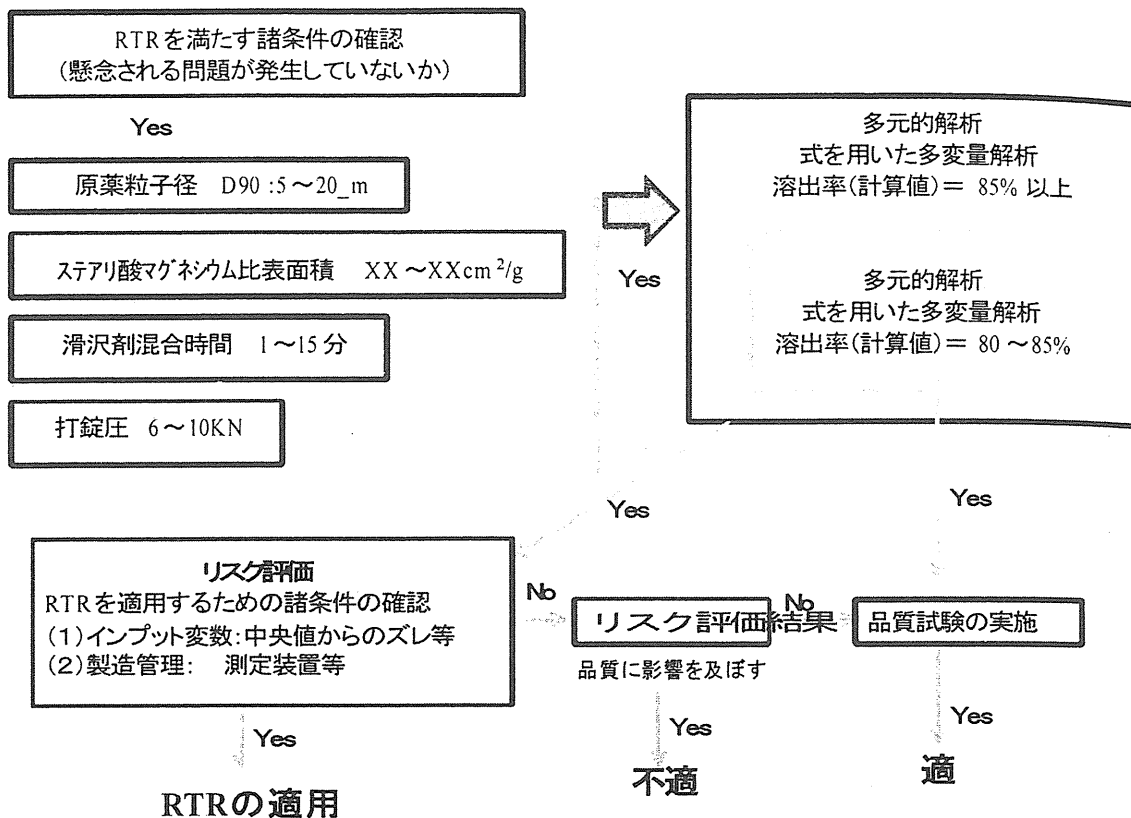 RTRを満たす諸条件の確認
(懸念される問題が発生していないか)
Yes
原薬粒子径 D90 :5～20_m
ステアリ酸マグネシウム比表面積 XX～XXcm²/g
滑沢剤混合時間 1～15分
打錠圧 6～10KN
Yes
多元的解析
式を用いた多変量解析
溶出率(計算値)＝ 85% 以上
多元的解析
式を用いた多変量解析
溶出率(計算値)＝ 80～85%
Yes
Yes
リスク評価
RTRを適用するための諸条件の確認
(1)インプット変数:中央値からのズレ等
(2)製造管理: 測定装置等
No
リスク評価結果
品質に影響を及ぼす
No
品質試験の実施
Yes
RTRの適用
Yes
不適
Yes
適